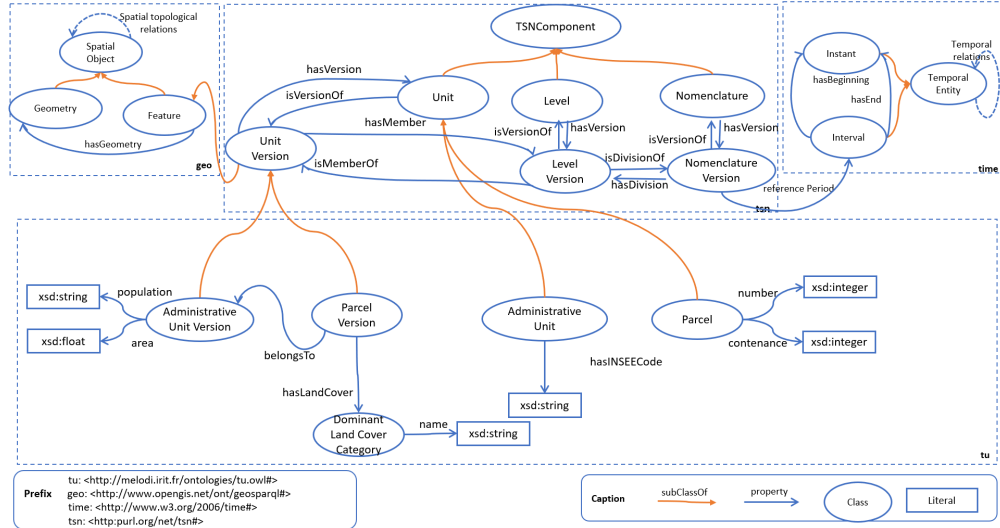 Spatial topological
relations
Spatial
Object
Geometry
Feature
hasGeometry
geo
TSNComponent
hasVersion
isVersionOf
Unit
Level
Nomenclature
hasMember
isVersionOf
hasVersion
isVersionOf
hasVersion
Unit
Version
isMemberOf
Level
Version
isDivisionOf
hasDivision
Nomenclature
Version
reference Period
tsn
Instant
hasBeginning
hasEnd
Interval
Temporal
relations
Temporal
Entity
time
xsd:string
population
xsd:float
area
Administrative
Unit Version
Parcel
Version
belongsTo
hasLandCover
Dominant
Land Cover
Category
name
xsd:string
Administrative
Unit
hasINSEECode
xsd:string
Parcel
number
xsd:integer
contenance
xsd:integer
tu
Prefix
tu: <http://melodi.irit.fr/ontologies/tu.owl#>
geo: <http://www.opengis.net/ont/geosparql#>
time: <http://www.w3.org/2006/time#>
tsn: <http:purl.org/net/tsn#>
Caption
subClassOf
property
Class
Literal